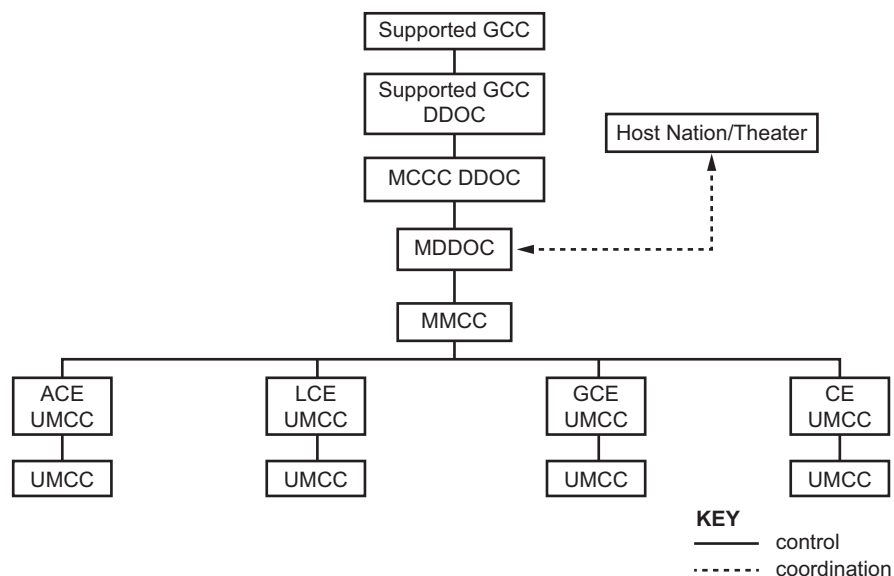 Supported GCC
Supported GCC
DDOC
Host Nation/Theater
MCCC DDOC
MDDOC
MMCC
ACE
UMCC
LCE
UMCC
GCE
UMCC
CE
UMCC
UMCC
UMCC
UMCC
UMCC
KEY
control
coordination